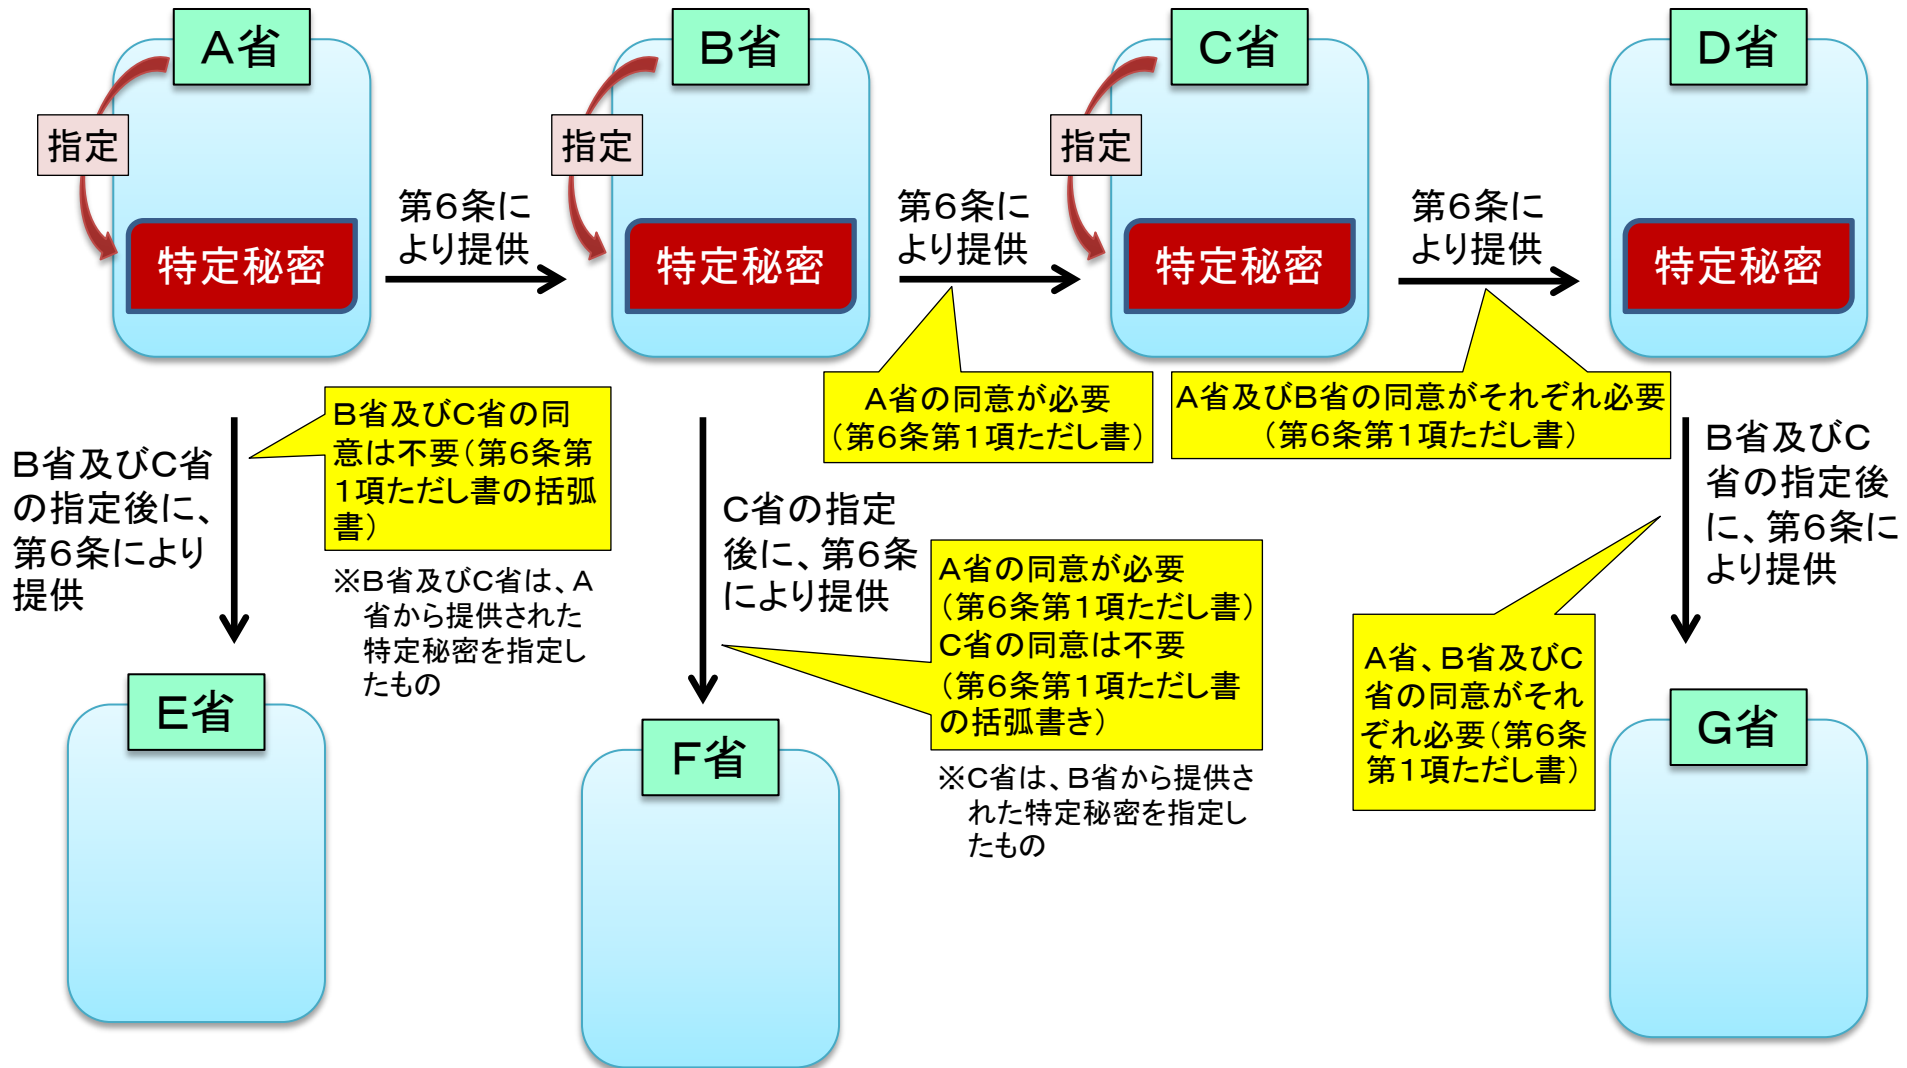 A省
B省
C省
D省
指定
指定
指定
第6条に
より提供
第6条に
より提供
第6条に
より提供
特定秘密
特定秘密
特定秘密
特定秘密
A省の同意が必要
(第6条第1項ただし書)
A省及びB省の同意がそれぞれ必要
(第6条第1項ただし書)
B省及びC省
の指定後に、
第6条により
提供
B省及びC省の同
意は不要(第6条第
1項ただし書の括弧
書)
※B省及びC省は、A
省から提供された
特定秘密を指定し
たもの
C省の指定
後に、第6条
により提供
A省の同意が必要
(第6条第1項ただし書)
C省の同意は不要
(第6条第1項ただし書
の括弧書き)
※C省は、B省から提供さ
れた特定秘密を指定し
たもの
B省及びC
省の指定後
に、第6条に
より提供
A省、B省及びC
省の同意がそれ
ぞれ必要(第6条
第1項ただし書)
E省
F省
G省